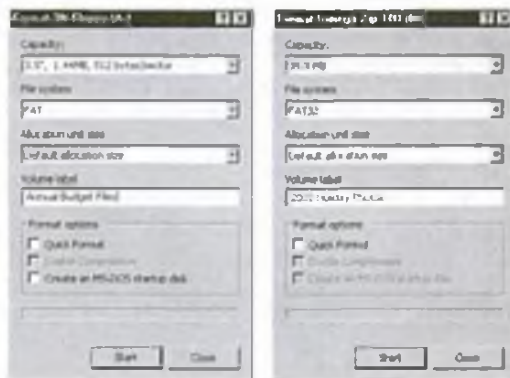 Format 3½ Floppy (A:)
Capacity:
3.5", 1.44MB, 512 bytes/sector
File system
FAT
Allocation unit size
Default allocation size
Volume label
Annual Budget Files
Format options
Quick Format
Enable Compression
Create an MS-DOS startup disk
Start Close
Capacity:
File system
FAT32
Allocation unit size
Default allocation size
Volume label
Holiday Photos
Format options
Quick Format
Enable Compression
Create an MS-DOS startup disk
Start Close